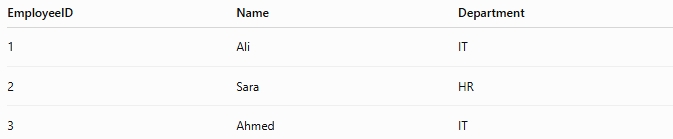 EmployeeID Name Department
1 Ali IT
2 Sara HR
3 Ahmed IT